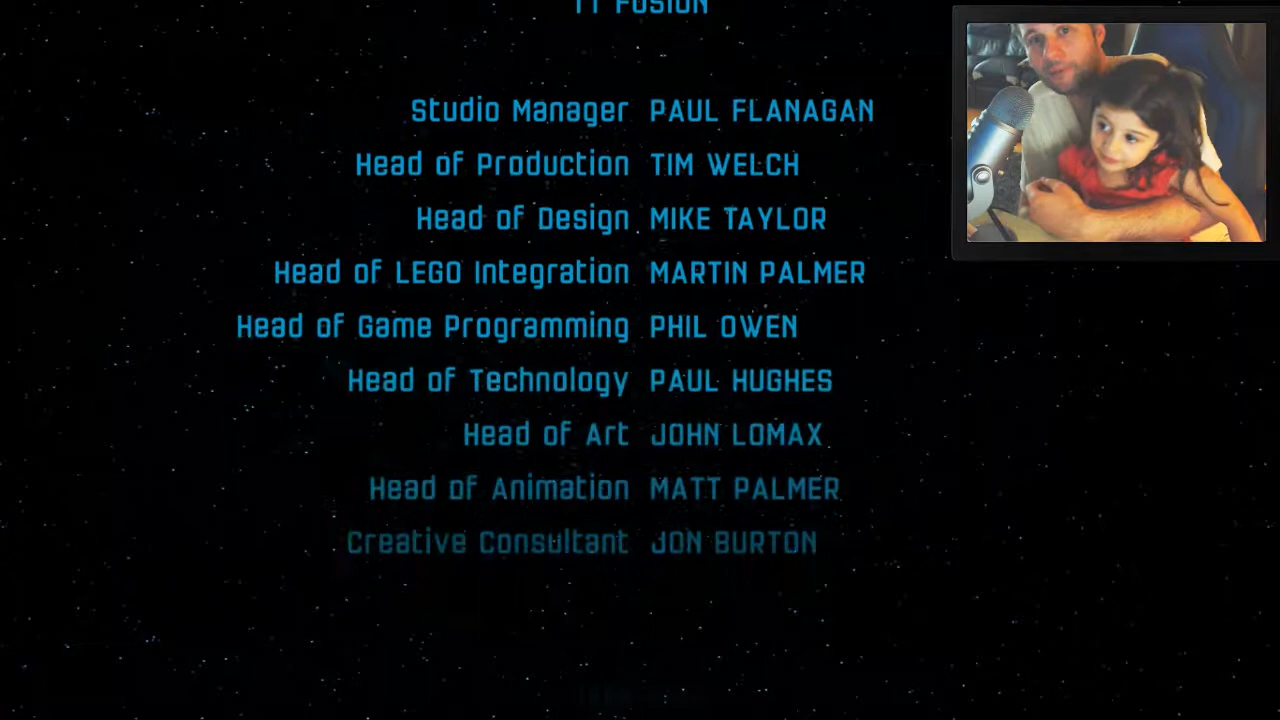 TT FUSION
Studio Manager PAUL FLANAGAN
Head of Production TIM WELCH
Head of Design MIKE TAYLOR
Head of LEGO Integration MARTIN PALMER
Head of Game Programming PHIL OWEN
Head of Technology PAUL HUGHES
Head of Art JOHN LOMAX
Head of Animation MATT PALMER
Creative Consultant JON BURTON